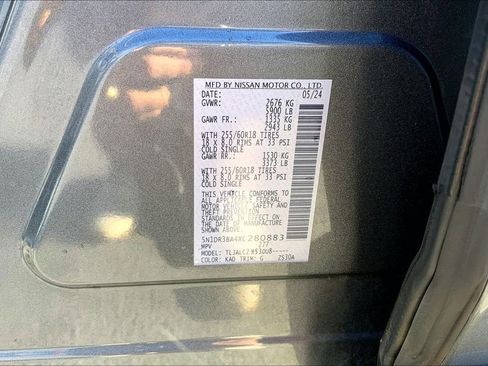 MFD BY NISSAN MOTOR CO., LTD.
DATE: 05/24
GVWR: 2676 KG
5900 LB
GAWR FR.: 1335 KG
2943 LB
WITH 255/60R18 TIRES
18 x 8.0 RIMS AT 33 PSI
COLD SINGLE
GAWR RR.: 1530 KG
3373 LB
WITH 255/60R18 TIRES
18 x 8.0 RIMS AT 33 PSI
COLD SINGLE
THIS VEHICLE CONFORMS TO
ALL APPLICABLE FEDERAL
MOTOR VEHICLE SAFETY AND
THEFT PREVENTION STANDARDS
IN EFFECT ON THE DATE
OF MANUFACTURE
SHOWN ABOVE.
5N1DR3BA4RC280883
MPV
MODEL:
COLOR: KAD TRIM: G ZS30A